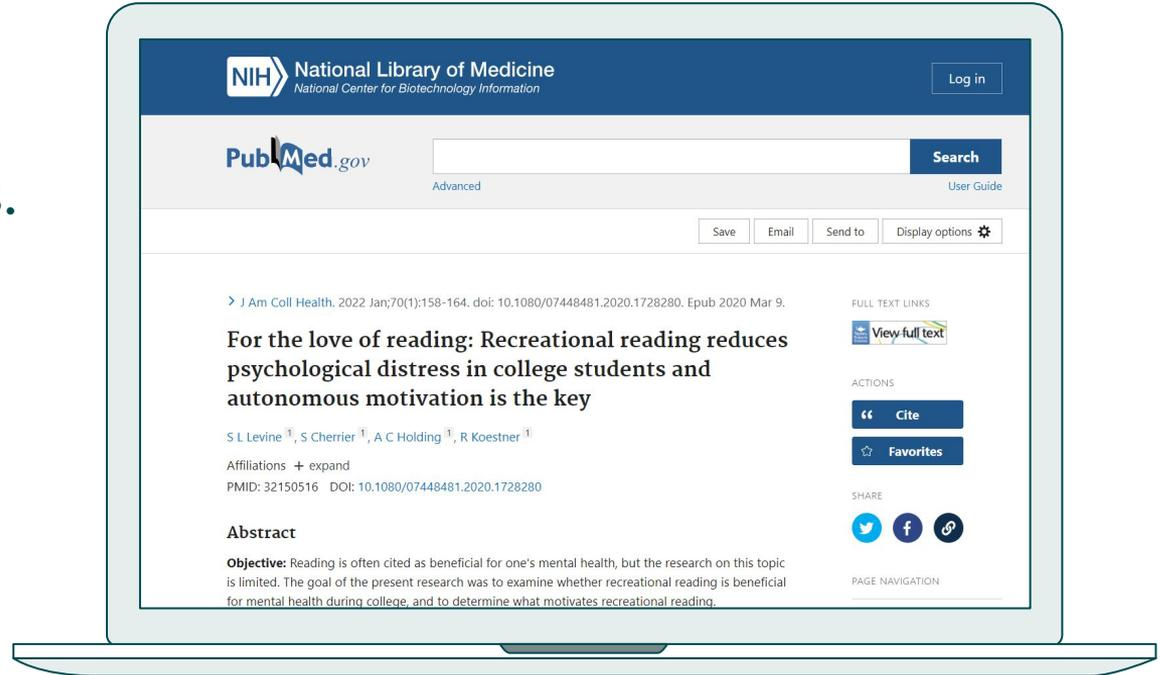 NIH National Library of Medicine
National Center for Biotechnology Information
Log in
PubMed.gov
Search
Advanced
User Guide
Save
Email
Send to
Display options
J Am Coll Health. 2022 Jan;70(1):158-164. doi: 10.1080/07448481.2020.1728280. Epub 2020 Mar 9.
For the love of reading: Recreational reading reduces
psychological distress in college students and
autonomous motivation is the key
S L Levine 1, S Cherrier 1, A C Holding 1, R Koestner 1
Affiliations + expand
PMID: 32150516 DOI: 10.1080/07448481.2020.1728280
Abstract
Objective: Reading is often cited as beneficial for one's mental health, but the research on this topic
is limited. The goal of the present research was to examine whether recreational reading is beneficial
for mental health during college, and to determine what motivates recreational reading.
FULL TEXT LINKS
View full text
ACTIONS
Cite
Favorites
SHARE
PAGE NAVIGATION